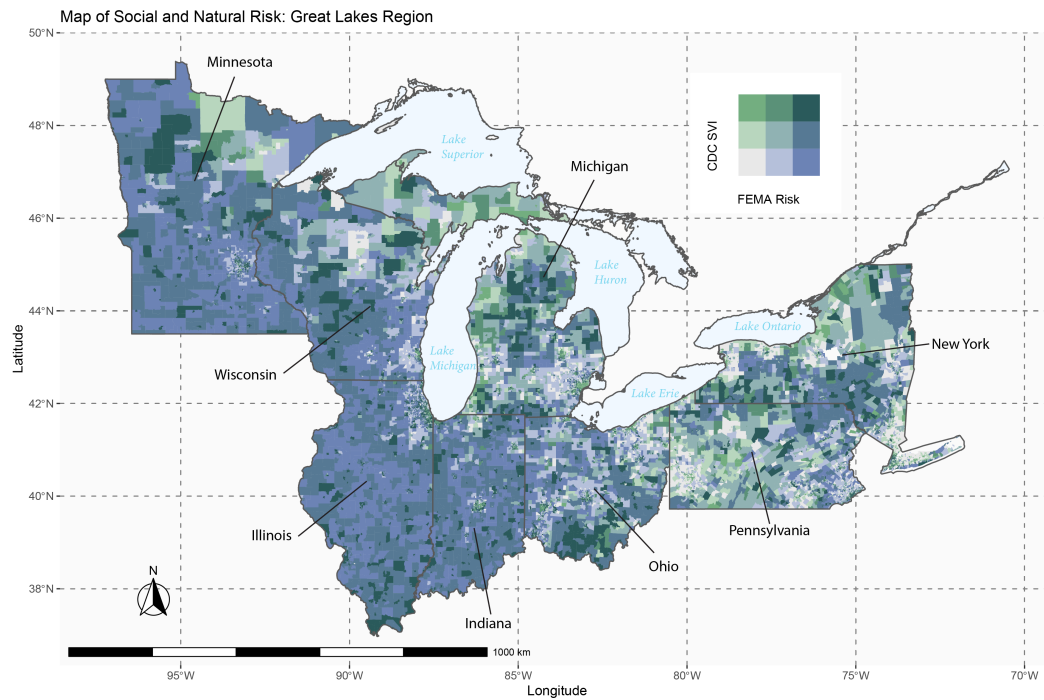 Map of Social and Natural Risk: Great Lakes Region
50°N
48°N
46°N
44°N
42°N
40°N
38°N
Latitude
Minnesota
Lake
Superior
Michigan
CDC SVI
FEMA Risk
Lake
Huron
Lake Ontario
New York
Lake
Michigan
Wisconsin
Lake Erie
Illinois
Pennsylvania
Ohio
Indiana
N
1000 km
95°W
90°W
85°W
80°W
75°W
70°W
Longitude